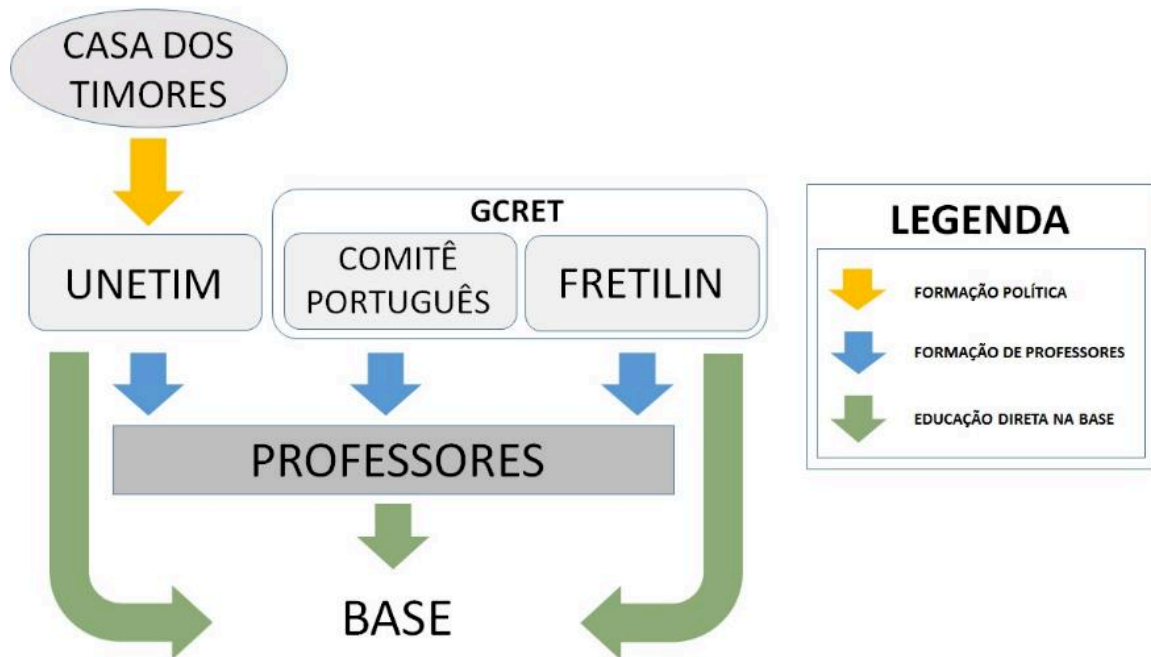 CASA DOS
TIMORES
GCRET
UNETIM
COMITÊ
PORTUGUÊS
FRETILIN
PROFESSORES
BASE
LEGENDA
FORMAÇÃO POLÍTICA
FORMAÇÃO DE PROFESSORES
EDUCAÇÃO DIRETA NA BASE